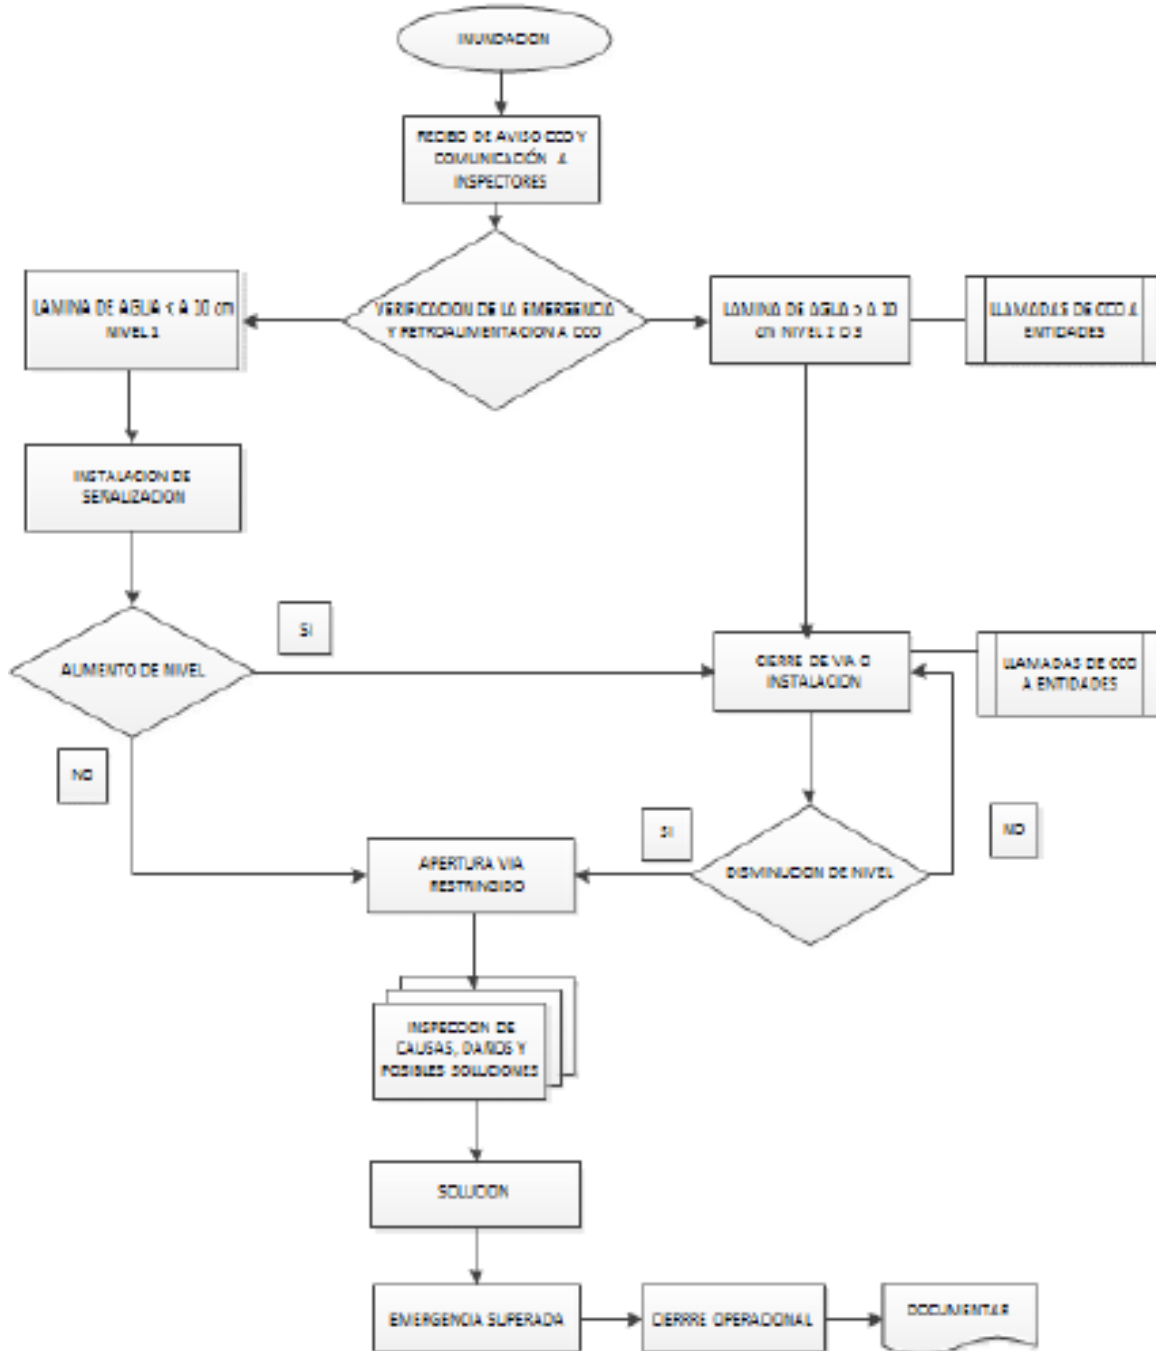 INUNDACION
RECIBO DE AVISO CCO Y
COMUNICACIÓN A
INSPECTORES
VERIFICACION DE LA EMERGENCIA
Y RETROALIMENTACION A CCO
LAMINA DE AGUA < A 30 cm
NIVEL 1
LAMINA DE AGUA > A 30
cm NIVEL 2 O 3
LLAMADAS DE CCO A
ENTIDADES
INSTALACION DE
SEÑALIZACION
SI
AUMENTO DE NIVEL
CIERRE DE VIA O
INSTALACION
LLAMADAS DE CCO
A ENTIDADES
NO
SI
NO
APERTURA VIA
RESTRINGIDO
DISMINUCION DE NIVEL
INSPECCION DE
CAUSAS, DAÑOS Y
POSIBLES SOLUCIONES
SOLUCION
EMERGENCIA SUPERADA
CIERRRE OPERACIONAL
DOCUMENTAR